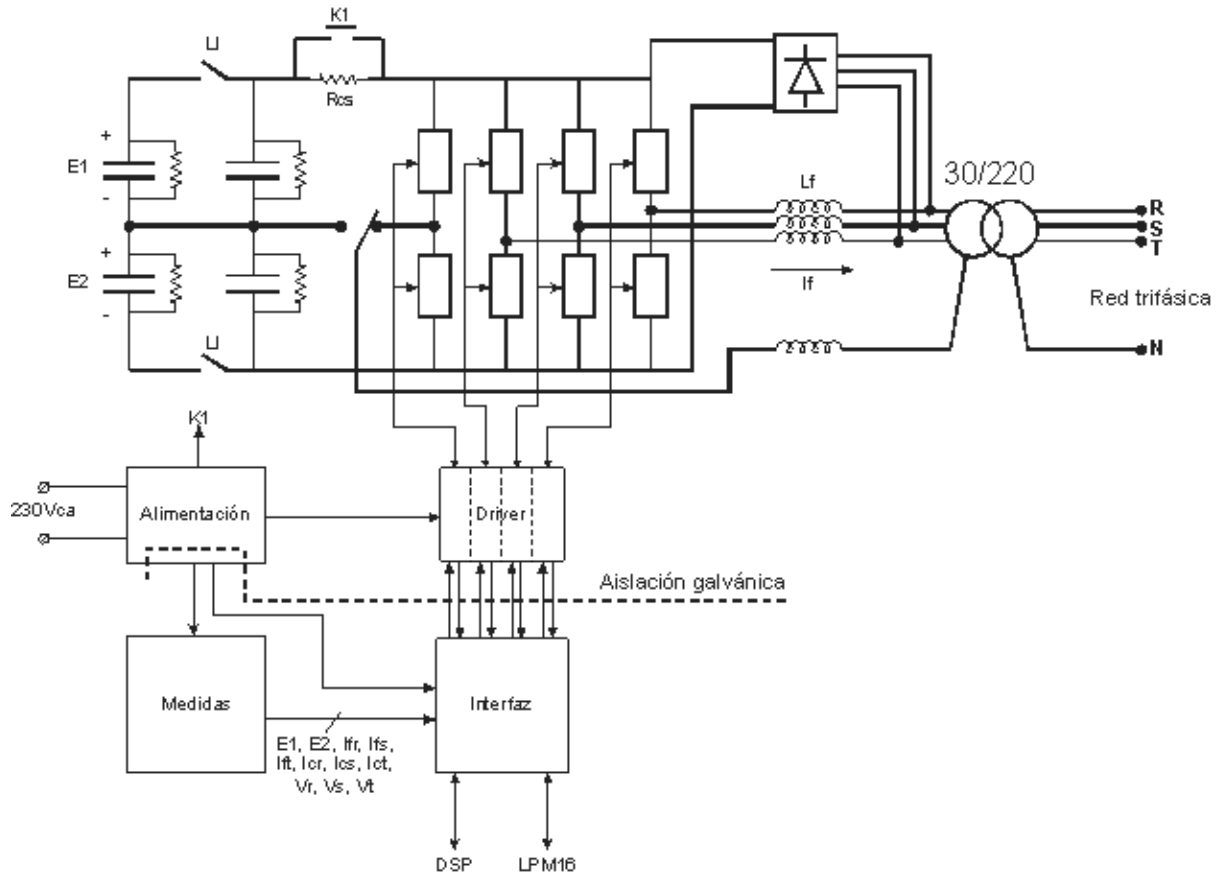 K1
LI
Rcs
+
E1
-
+
E2
-
LI
Lf
If
30/220
R
S
T
N
Red trifásica
K1
230Vca
Alimentación
Driver
Aislación galvánica
Medidas
Interfaz
E1, E2, Ifr, Ifs,
Ift, Icr, Ics, Ict,
Vr, Vs, Vt
DSP
LPM16